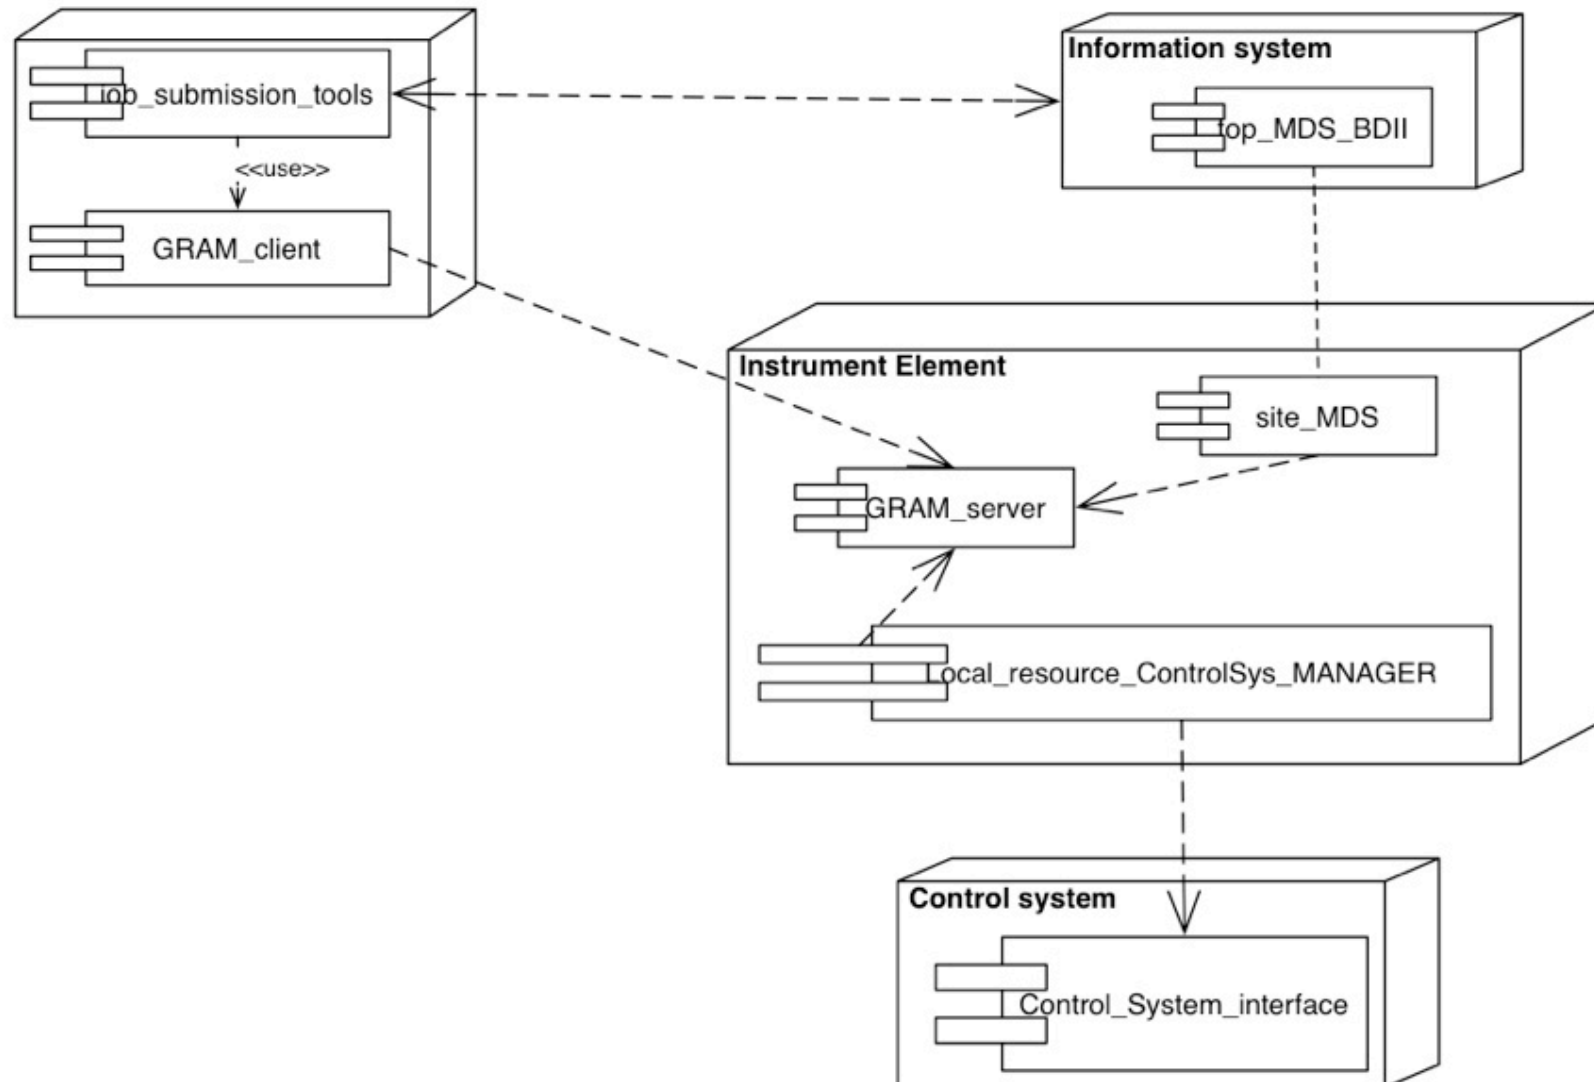 Information system
job_submission_tools
top_MDS_BDII
<<use>>
GRAM_client
Instrument Element
site_MDS
GRAM_server
Local_resource_ControlSys_MANAGER
Control system
Control_System_interface